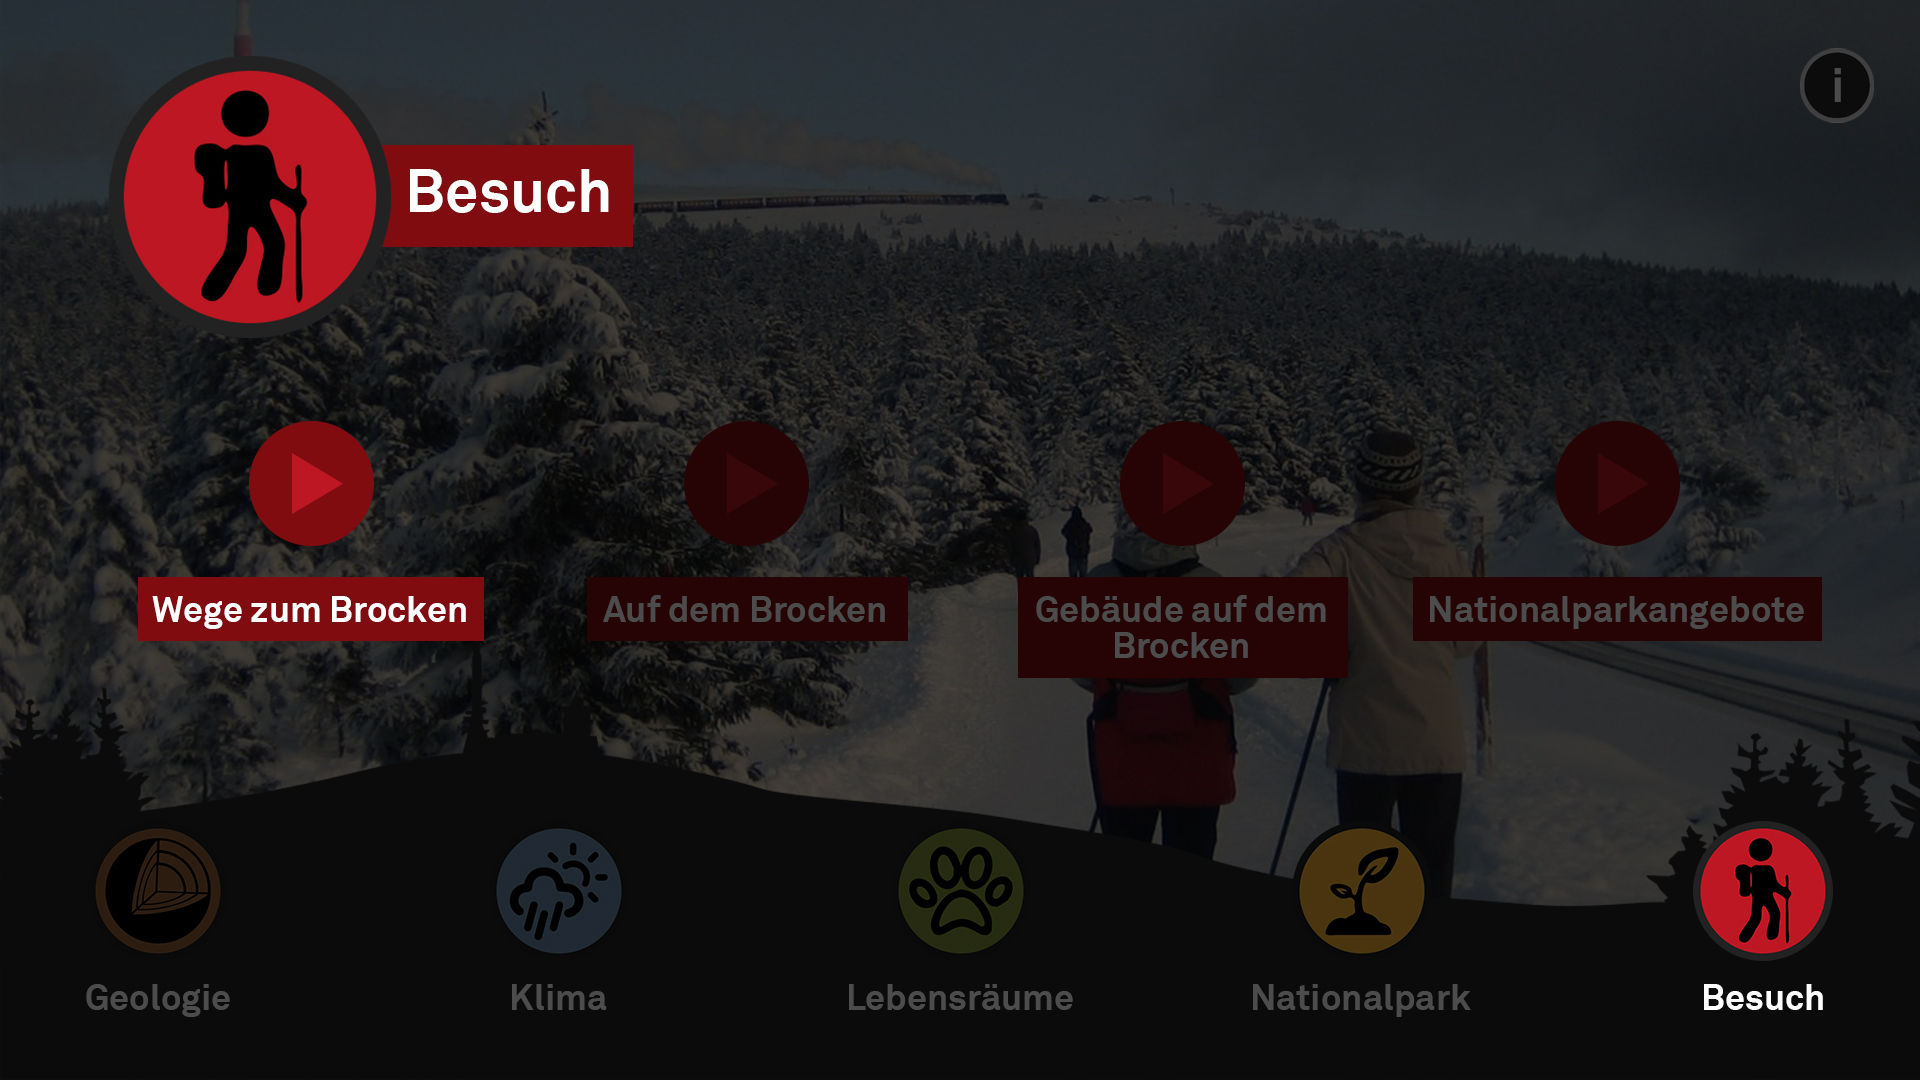 i
Besuch
Wege zum Brocken
Auf dem Brocken
Gebäude auf dem
Brocken
Nationalparkangebote
Geologie
Klima
Lebensräume
Nationalpark
Besuch